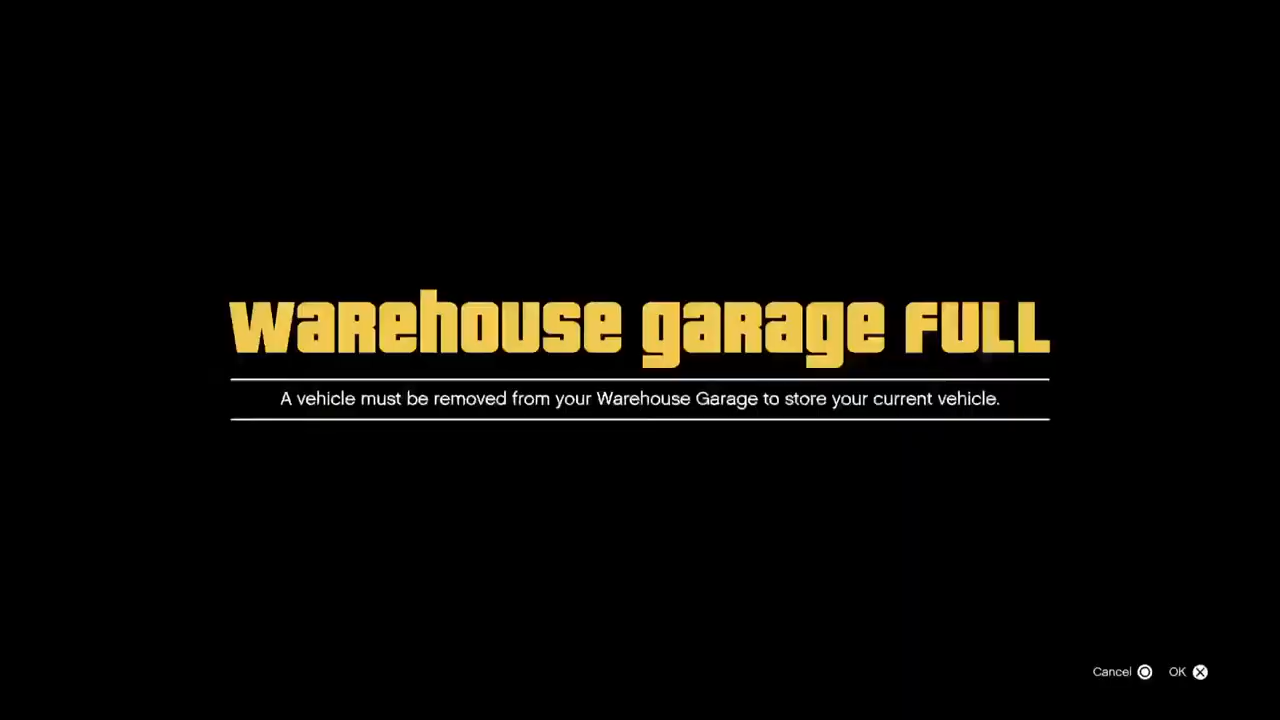 warehouse garage FULL
A vehicle must be removed from your Warehouse Garage to store your current vehicle.
Cancel OK